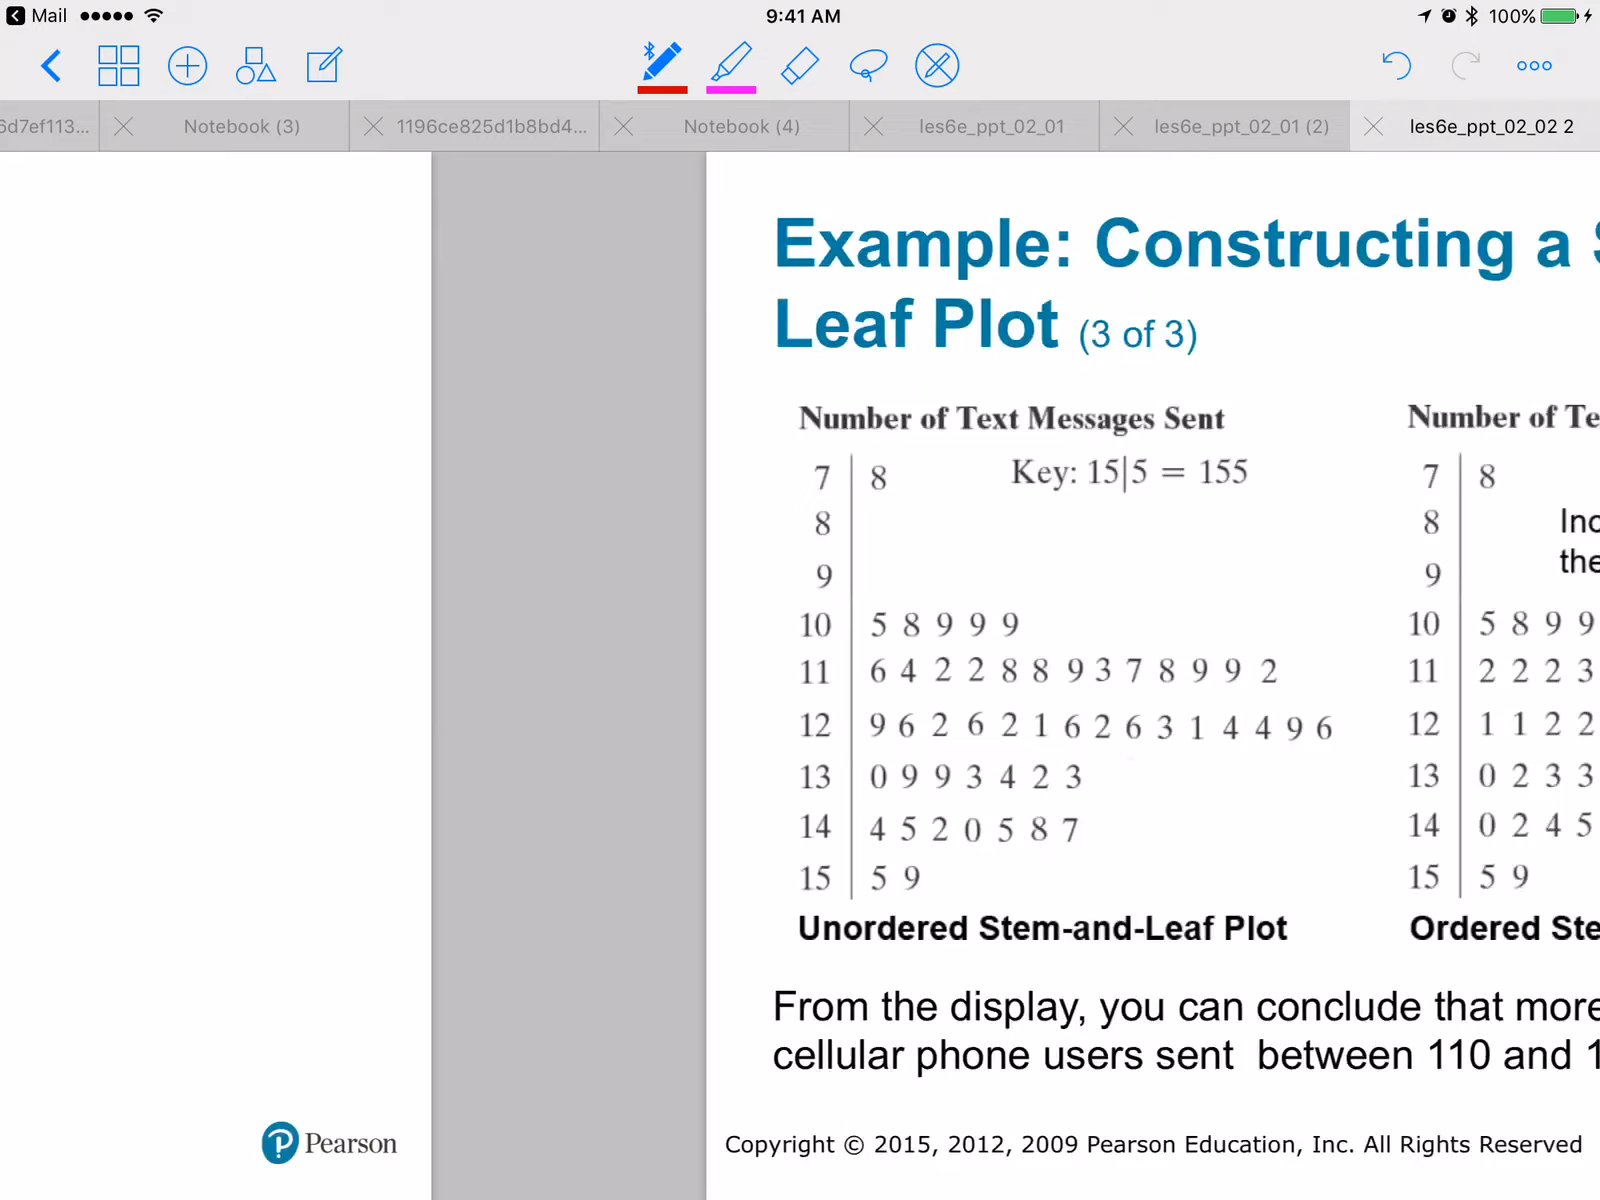 Mail 9:41 AM 100%
6d7ef113... Notebook (3) 1196ce825d1b8bd4... Notebook (4) les6e_ppt_02_01 les6e_ppt_02_01 (2) les6e_ppt_02_02 2
Example: Constructing a
Leaf Plot (3 of 3)
Number of Text Messages Sent
7 8 Key: 15|5 = 155
8
9
10 5 8 9 9 9
11 6 4 2 2 8 8 9 3 7 8 9 9 2
12 9 6 2 6 2 1 6 2 6 3 1 4 4 9 6
13 0 9 9 3 4 2 3
14 4 5 2 0 5 8 7
15 5 9
Unordered Stem-and-Leaf Plot
Number of Te
7 8
8 Inc
9 the
10 5 8 9 9
11 2 2 2 3
12 1 1 2 2
13 0 2 3 3
14 0 2 4 5
15 5 9
Ordered Ste
From the display, you can conclude that more
cellular phone users sent between 110 and 1
Pearson
Copyright © 2015, 2012, 2009 Pearson Education, Inc. All Rights Reserved